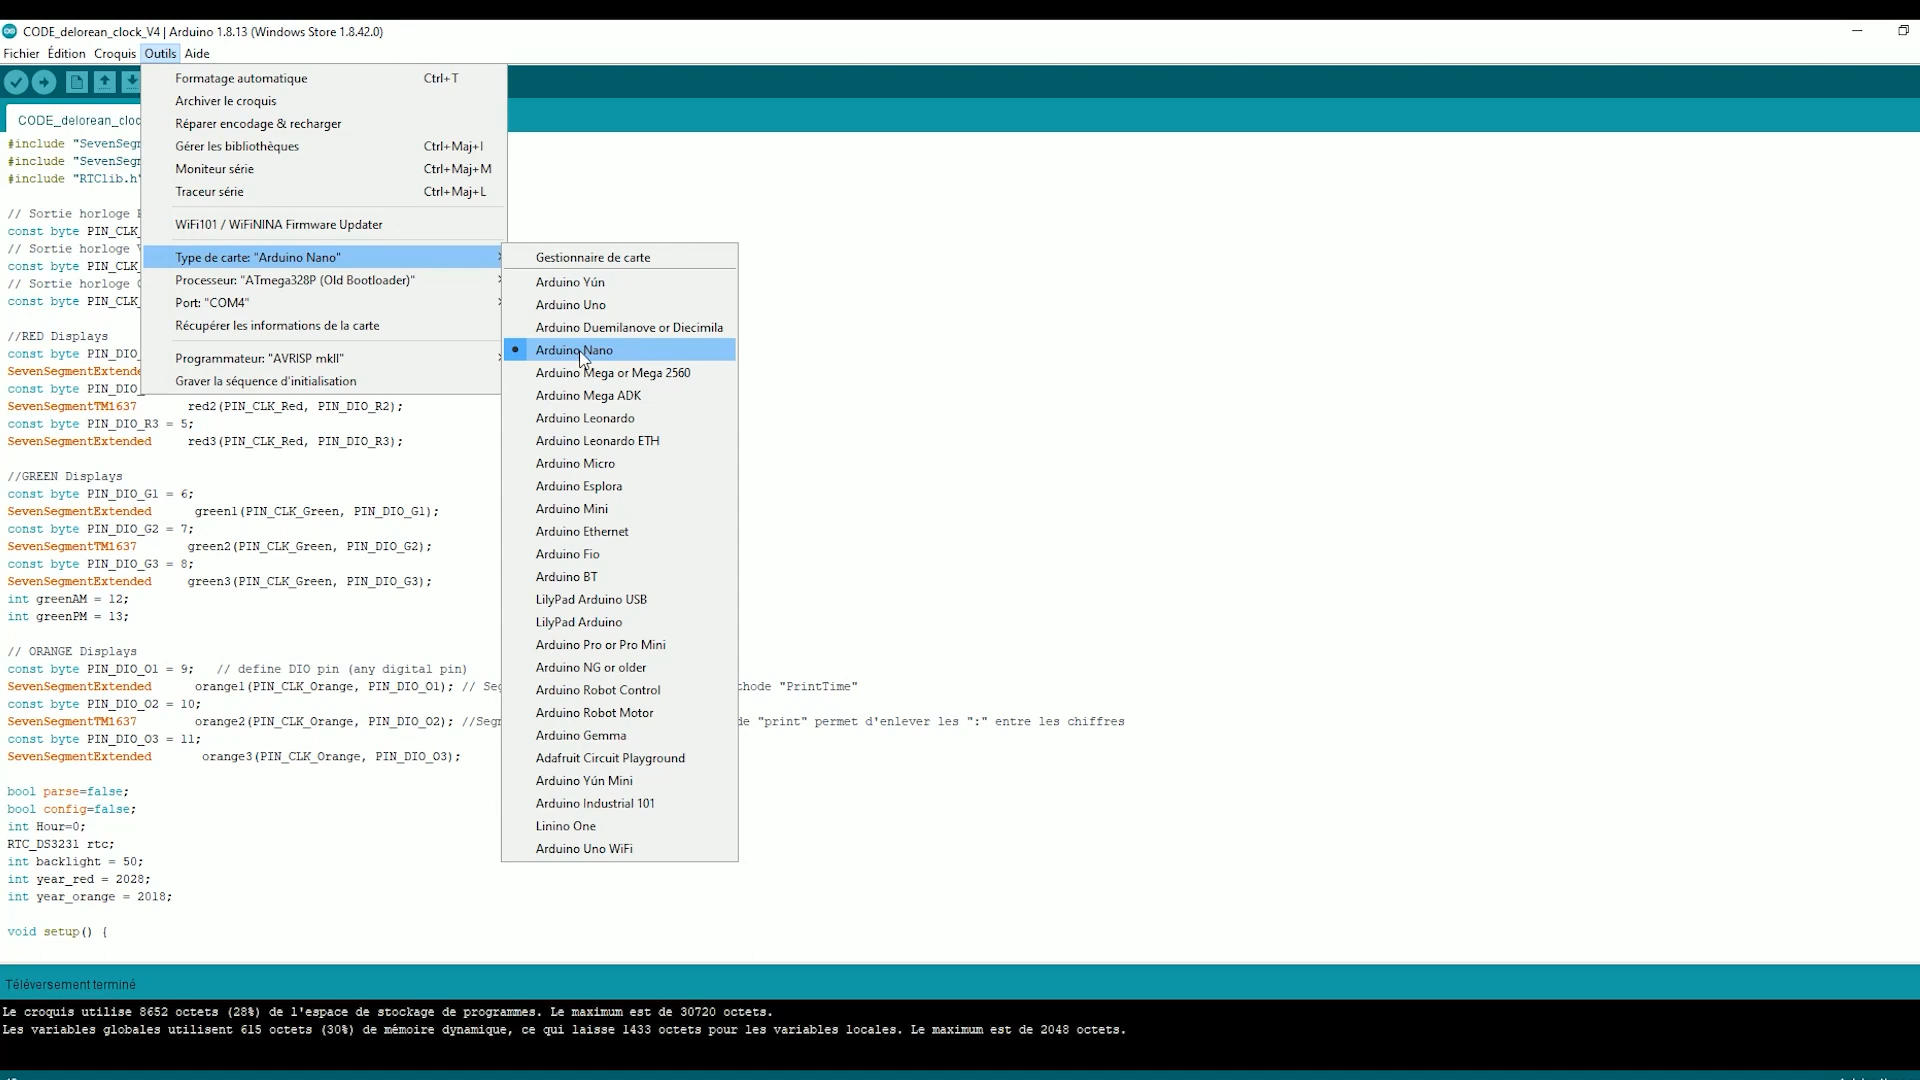 CODE_delorean_clock_V4 | Arduino 1.8.13 (Windows Store 1.8.42.0)
Fichier Édition Croquis Outils Aide
CODE_delorean_cloc
Formatage automatique Ctrl+T
Archiver le croquis
Réparer encodage & recharger
Gérer les bibliothèques Ctrl+Maj+I
Moniteur série Ctrl+Maj+M
Traceur série Ctrl+Maj+L
WiFi101 / WiFiNINA Firmware Updater
Type de carte: "Arduino Nano"
Processeur: "ATmega328P (Old Bootloader)"
Port: "COM4"
Récupérer les informations de la carte
Programmateur: "AVRISP mkII"
Graver la séquence d'initialisation
Gestionnaire de carte
Arduino Yún
Arduino Uno
Arduino Duemilanove or Diecimila
Arduino Nano
Arduino Mega or Mega 2560
Arduino Mega ADK
Arduino Leonardo
Arduino Leonardo ETH
Arduino Micro
Arduino Esplora
Arduino Mini
Arduino Ethernet
Arduino Fio
Arduino BT
LilyPad Arduino USB
LilyPad Arduino
Arduino Pro or Pro Mini
Arduino NG or older
Arduino Robot Control
Arduino Robot Motor
Arduino Gemma
Adafruit Circuit Playground
Arduino Yún Mini
Arduino Industrial 101
Linino One
Arduino Uno WiFi
#include "SevenSegm
#include "SevenSegm
#include "RTClib.h"
// Sortie horloge
const byte PIN_CLK_
// Sortie horloge
const byte PIN_CLK_
// Sortie horloge
const byte PIN_CLK_
//RED Displays
const byte PIN_DIO_
SevenSegmentExtende
const byte PIN_DIO_
SevenSegmentTM1637 red2(PIN_CLK_Red, PIN_DIO_R2);
const byte PIN_DIO_R3 = 5;
SevenSegmentExtended red3(PIN_CLK_Red, PIN_DIO_R3);
//GREEN Displays
const byte PIN_DIO_G1 = 6;
SevenSegmentExtended green1(PIN_CLK_Green, PIN_DIO_G1);
const byte PIN_DIO_G2 = 7;
SevenSegmentTM1637 green2(PIN_CLK_Green, PIN_DIO_G2);
const byte PIN_DIO_G3 = 8;
SevenSegmentExtended green3(PIN_CLK_Green, PIN_DIO_G3);
int greenAM = 12;
int greenPM = 13;
// ORANGE Displays
const byte PIN_DIO_O1 = 9; // define DIO pin (any digital pin)
SevenSegmentExtended orange1(PIN_CLK_Orange, PIN_DIO_O1); // Seg thode "PrintTime"
const byte PIN_DIO_O2 = 10;
SevenSegmentTM1637 orange2(PIN_CLK_Orange, PIN_DIO_O2); //Segm de "print" permet d'enlever les ":" entre les chiffres
const byte PIN_DIO_O3 = 11;
SevenSegmentExtended orange3(PIN_CLK_Orange, PIN_DIO_O3);
bool parse=false;
bool config=false;
int Hour=0;
RTC_DS3231 rtc;
int backlight = 50;
int year_red = 2028;
int year_orange = 2018;
void setup() {
Téléversement terminé
Le croquis utilise 8652 octets (28%) de l'espace de stockage de programmes. Le maximum est de 30720 octets.
Les variables globales utilisent 615 octets (30%) de mémoire dynamique, ce qui laisse 1433 octets pour les variables locales. Le maximum est de 2048 octets.